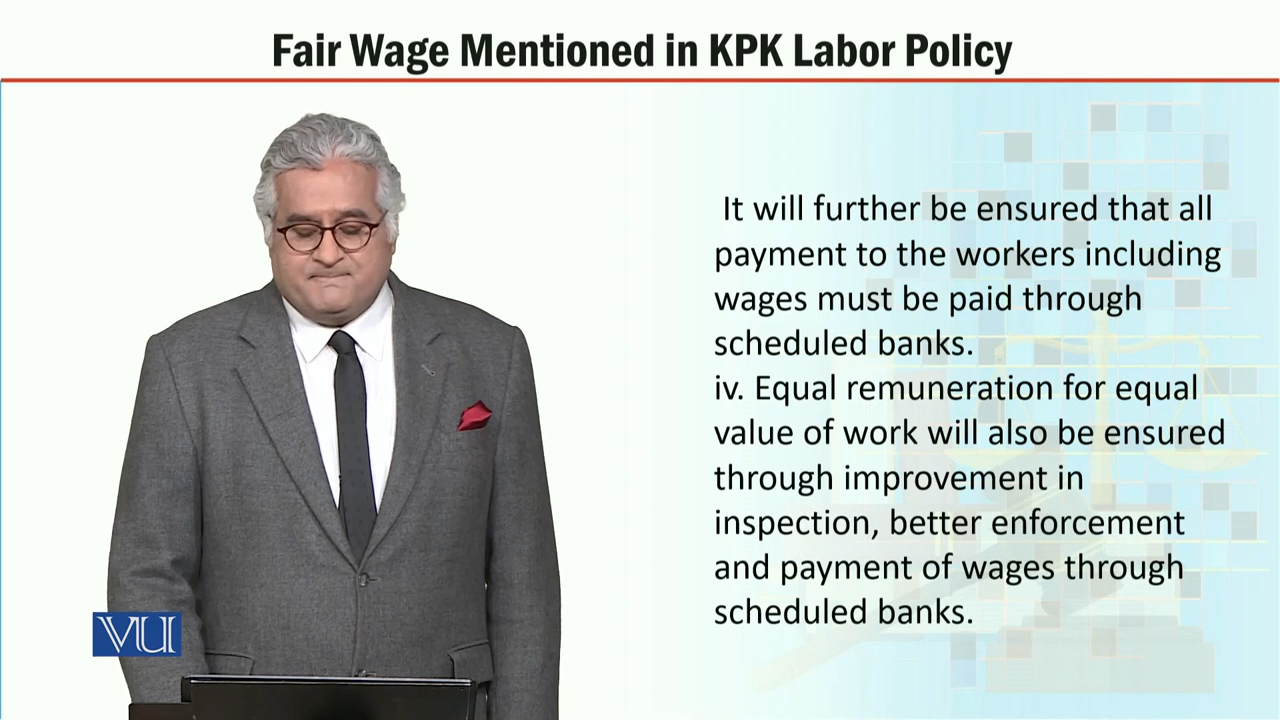 Fair Wage Mentioned in KPK Labor Policy
It will further be ensured that all
payment to the workers including
wages must be paid through
scheduled banks.
iv. Equal remuneration for equal
value of work will also be ensured
through improvement in
inspection, better enforcement
and payment of wages through
scheduled banks.
VU